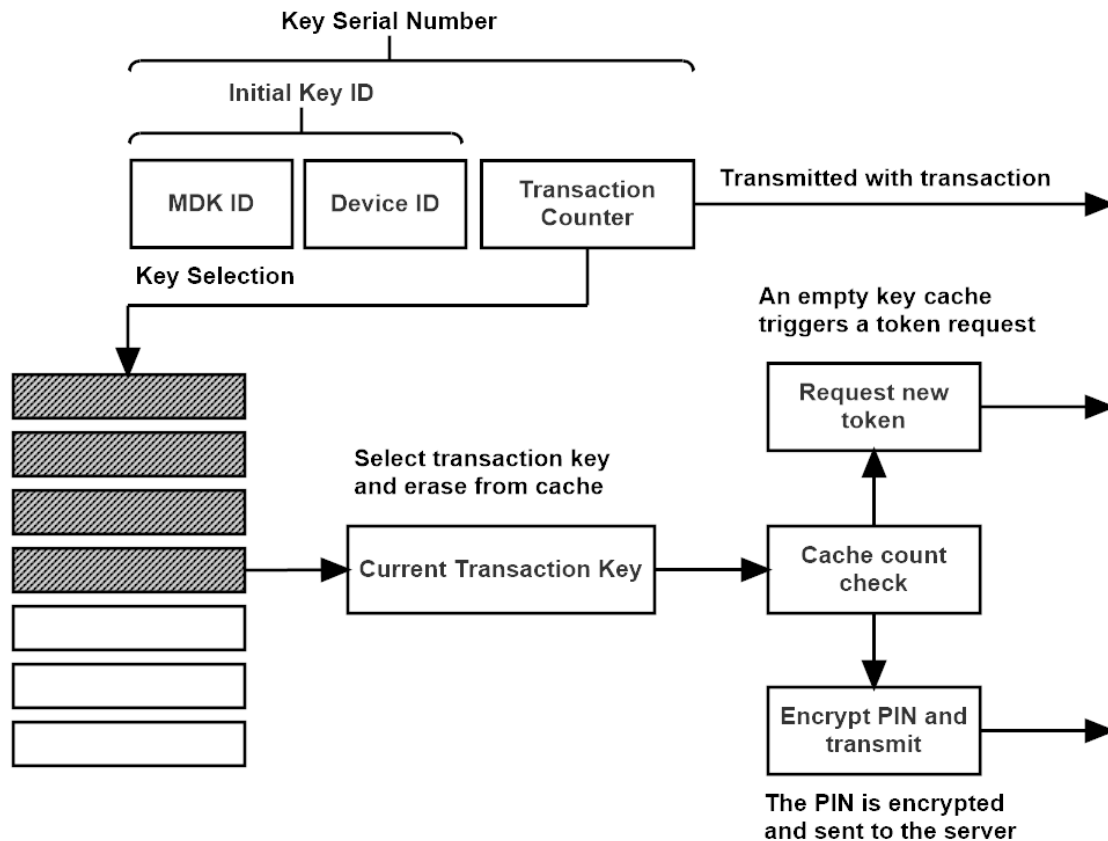 Key Serial Number
Initial Key ID
MDK ID
Device ID
Transaction
Counter
Transmitted with transaction
Key Selection
An empty key cache
triggers a token request
Request new
token
Select transaction key
and erase from cache
Current Transaction Key
Cache count
check
Encrypt PIN and
transmit
The PIN is encrypted
and sent to the server